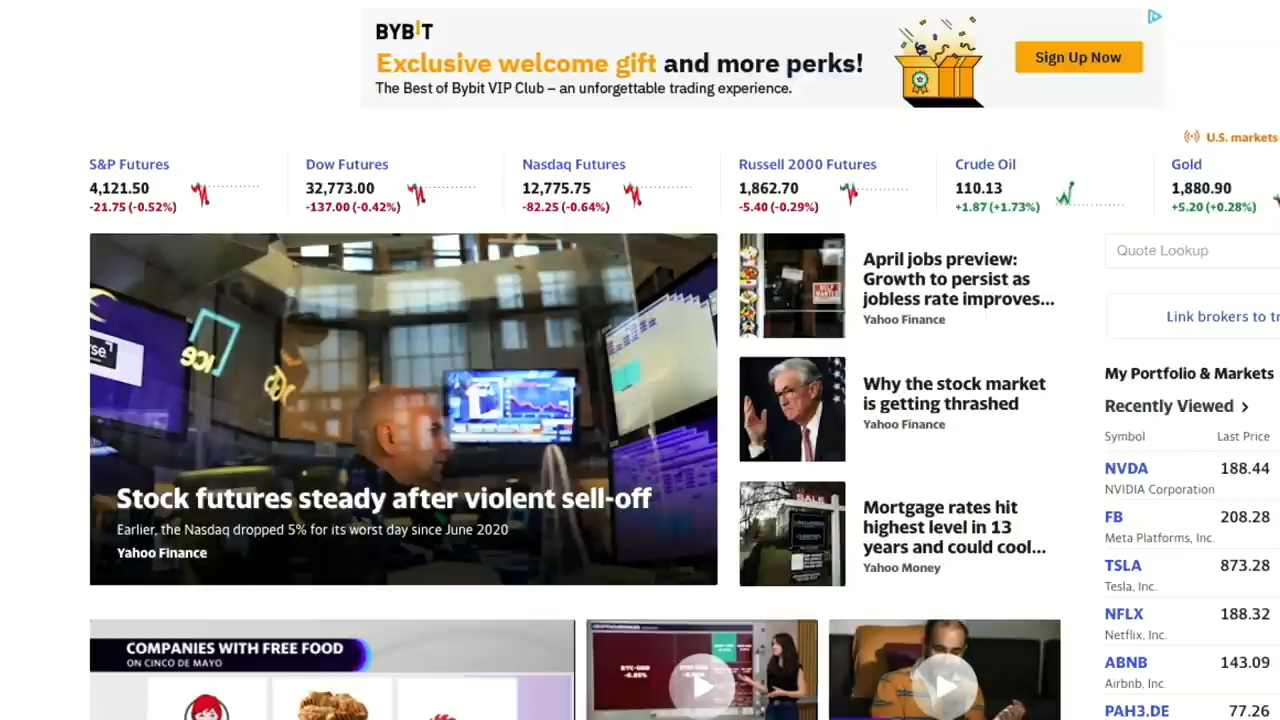 BYBIT
Exclusive welcome gift and more perks!
The Best of Bybit VIP Club – an unforgettable trading experience.
Sign Up Now
U.S. markets
S&P Futures
4,121.50
-21.75 (-0.52%)
Dow Futures
32,773.00
-137.00 (-0.42%)
Nasdaq Futures
12,775.75
-82.25 (-0.64%)
Russell 2000 Futures
1,862.70
-5.40 (-0.29%)
Crude Oil
110.13
+1.87 (+1.73%)
Gold
1,880.90
+5.20 (+0.28%)
ice
Stock futures steady after violent sell-off
Earlier, the Nasdaq dropped 5% for its worst day since June 2020
Yahoo Finance
HELP
WANTED
April jobs preview:
Growth to persist as
jobless rate improves...
Yahoo Finance
Why the stock market
is getting thrashed
Yahoo Finance
SALE
Mortgage rates hit
highest level in 13
years and could cool...
Yahoo Money
Quote Lookup
Link brokers to tr
My Portfolio & Markets
Recently Viewed
Symbol Last Price
NVDA 188.44
NVIDIA Corporation
FB 208.28
Meta Platforms, Inc.
TSLA 873.28
Tesla, Inc.
NFLX 188.32
Netflix, Inc.
ABNB 143.09
Airbnb, Inc.
PAH3.DE 77.26
COMPANIES WITH FREE FOOD
ON CINCO DE MAYO
CRYPTOCURRENCIES
BTC-USD